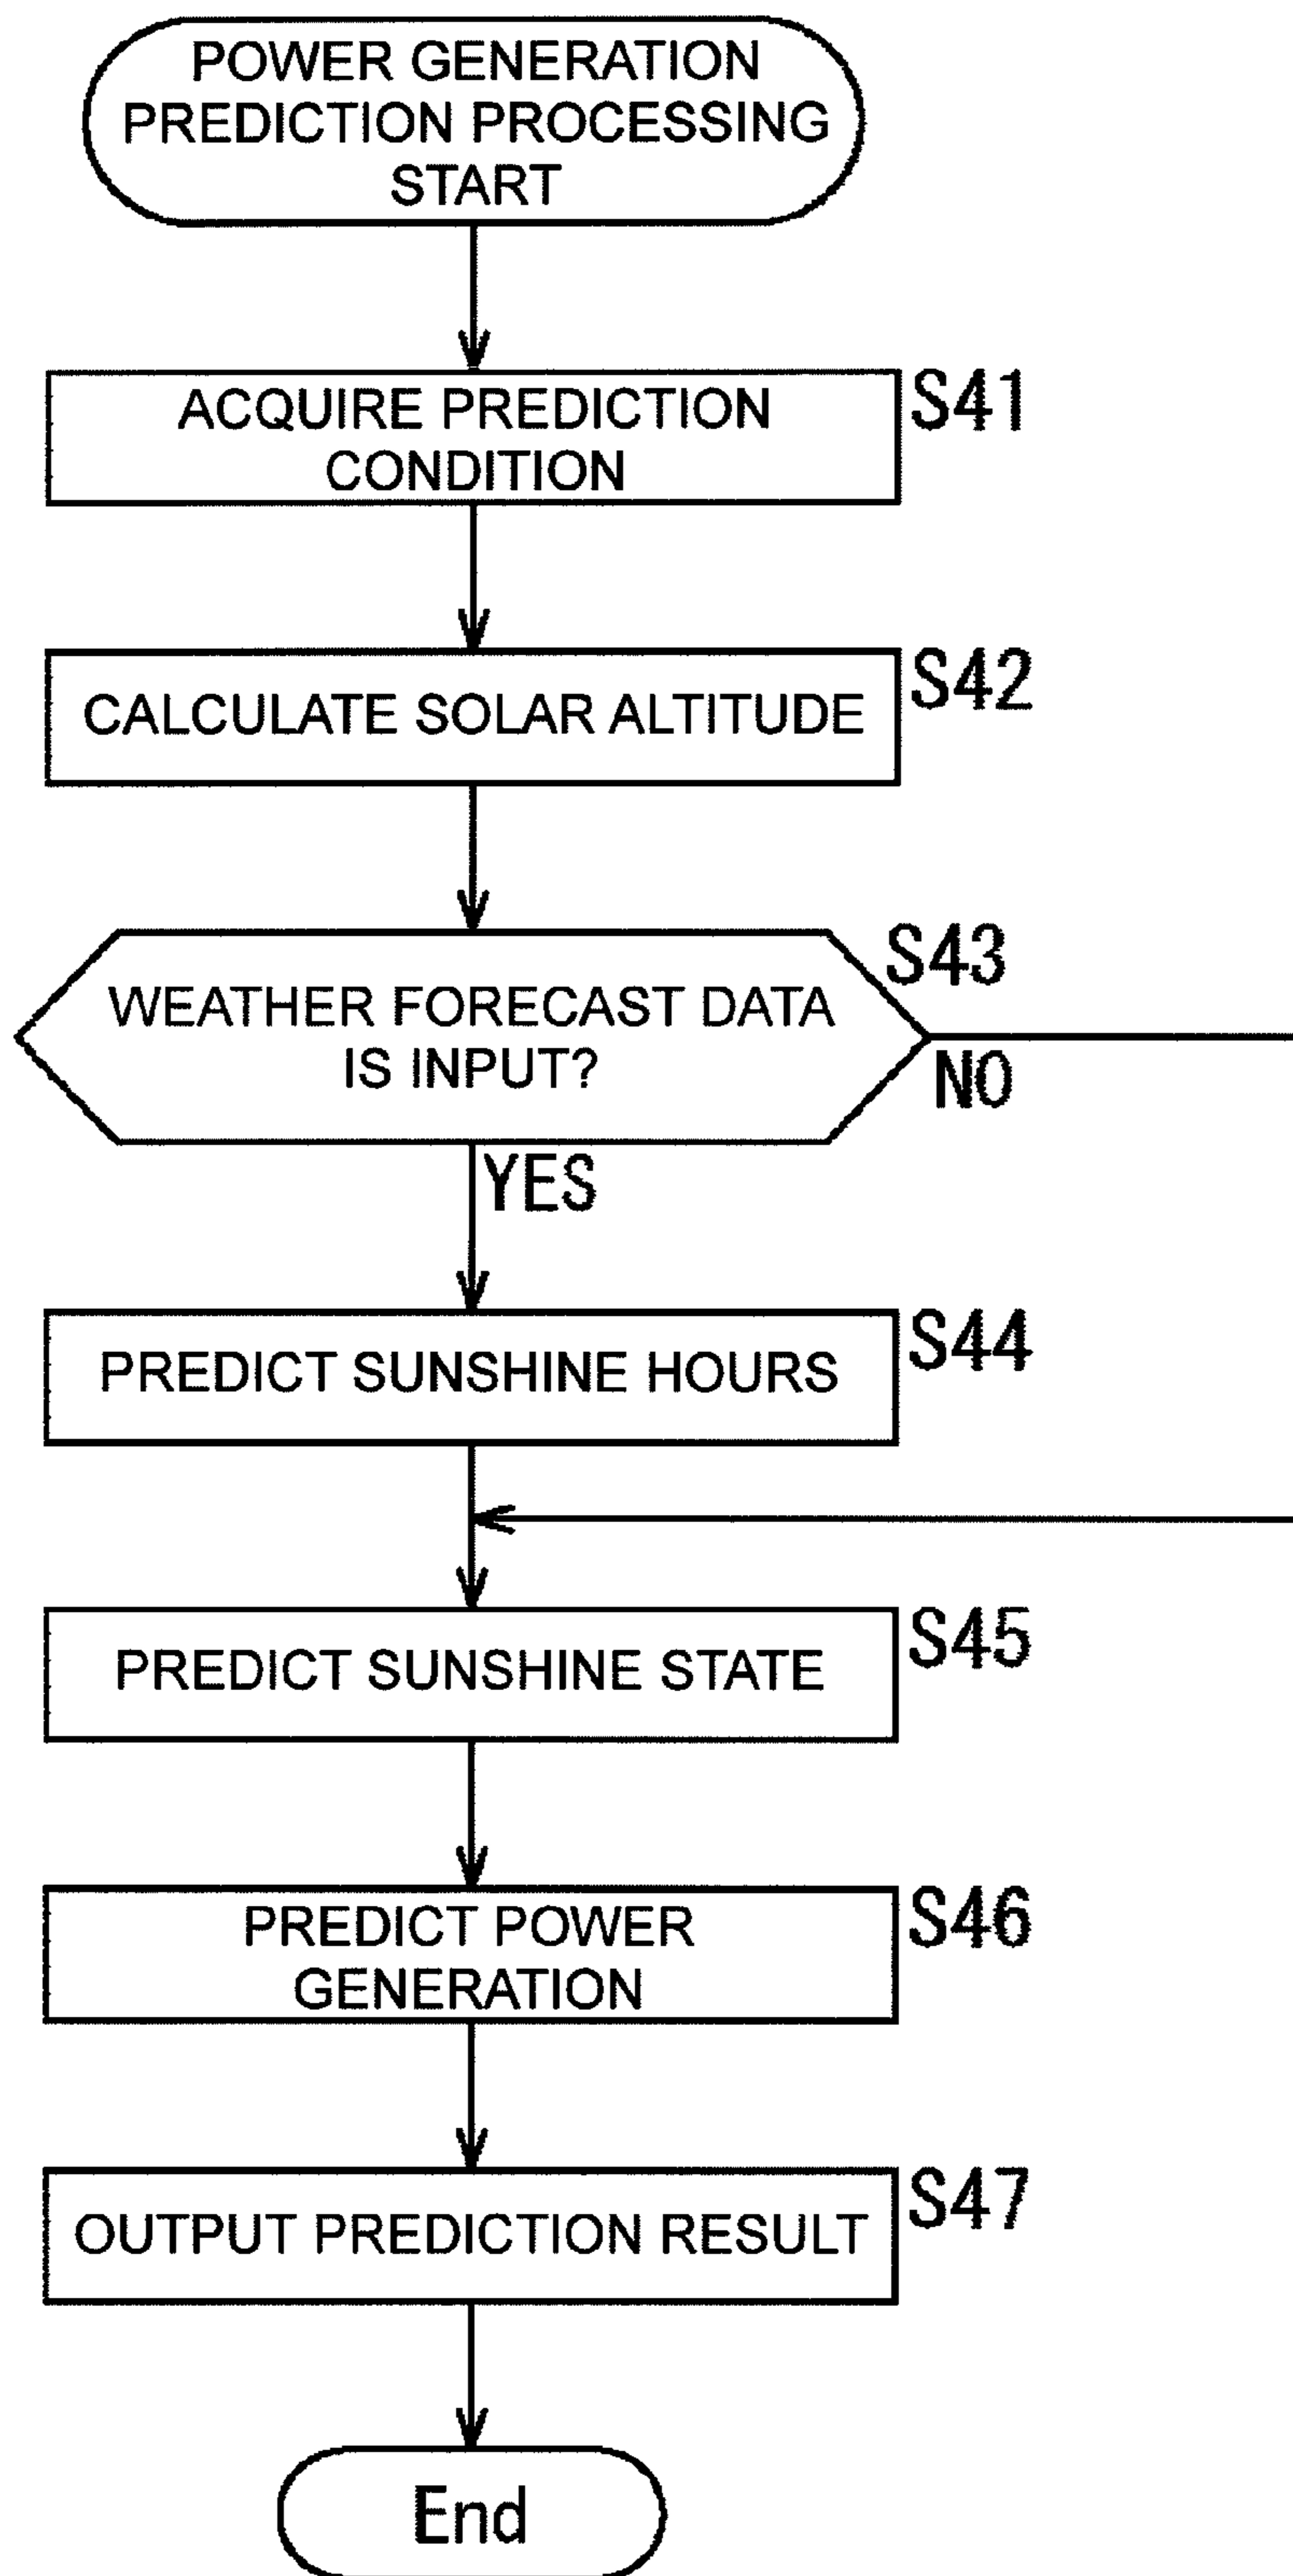 POWER GENERATION
PREDICTION PROCESSING
START
ACQUIRE PREDICTION
CONDITION
S41
CALCULATE SOLAR ALTITUDE
S42
WEATHER FORECAST DATA
IS INPUT?
S43
NO
YES
PREDICT SUNSHINE HOURS
S44
PREDICT SUNSHINE STATE
S45
PREDICT POWER
GENERATION
S46
OUTPUT PREDICTION RESULT
S47
End